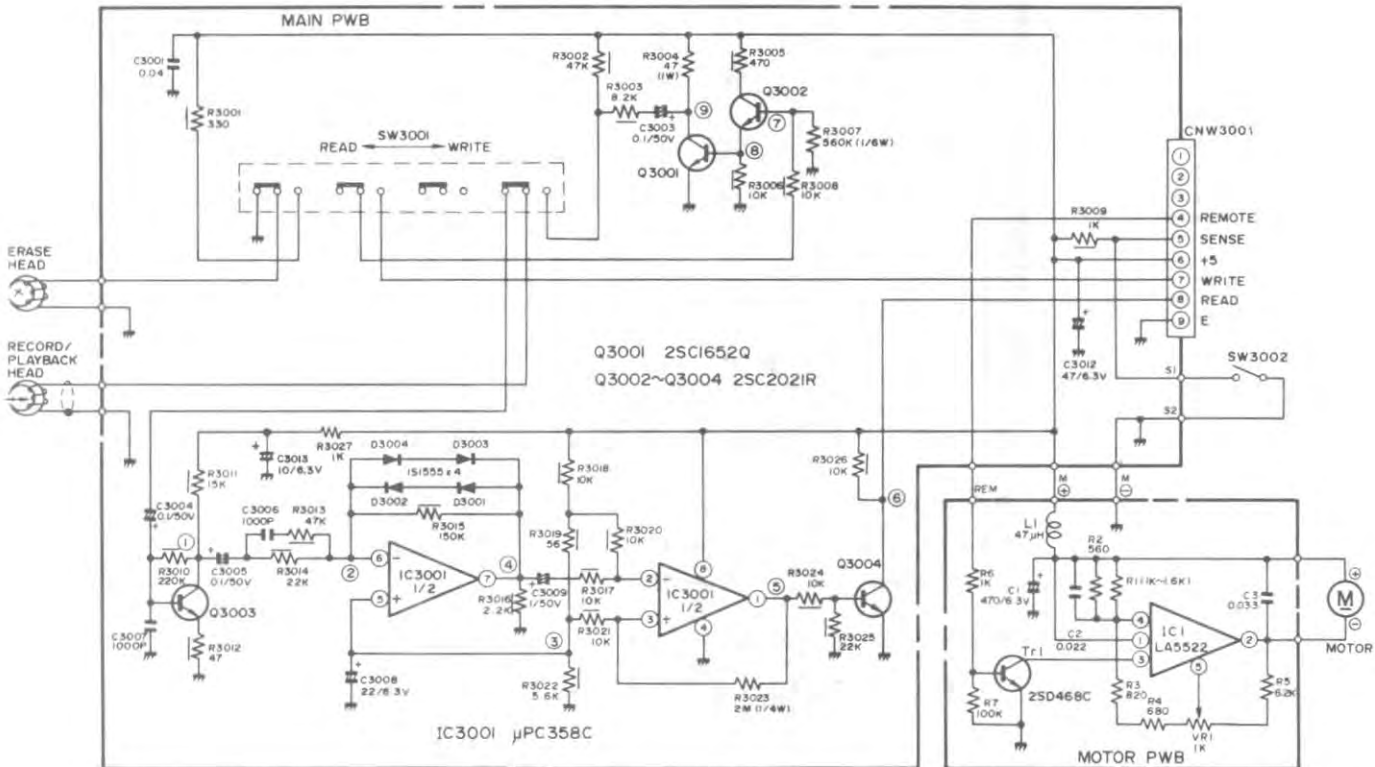 MAIN PWB
C3001
0.04
R3001
330
R3002
47K
R3003
8.2K
R3004
47
(1W)
C3003
0.1/50V
R3005
470
Q3002
⑨
⑦
⑧
Q3001
R3006
10K
R3007
560K(1/6W)
R3008
10K
SW3001
READ ⟷ WRITE
CNW3001
①
②
③
④ REMOTE
⑤ SENSE
⑥ +5
⑦ WRITE
⑧ READ
⑨ E
R3009
1K
+
C3012
47/6.3V
S1
S2
SW3002
ERASE
HEAD
RECORD/
PLAYBACK
HEAD
Q3001 2SC1652Q
Q3002~Q3004 2SC2021R
R3011
15K
+
C3013
10/6.3V
R3027
1K
D3004
D3003
1S1555x4
D3002
D3001
R3015
150K
C3004
0.1/50V
C3006
1000P
R3013
47K
①
R3010
220K
C3005
0.1/50V
R3014
22K
②
C3007
1000P
Q3003
R3012
47
⑥ −
⑤ +
IC3001
1/2
⑦
④
R3016
2.2K
C3009
1/50V
C3008
22/6.3V
R3018
10K
R3019
56
R3020
10K
R3017
10K
R3021
10K
③
R3022
5.6K
② −
③ +
IC3001
1/2
⑧
④
①
⑤
R3023
2M(1/4W)
R3024
10K
R3025
22K
R3026
10K
⑥
Q3004
IC3001 μPC358C
REM
M
⊕
M
⊖
L1
47μH
R2
560
R1(1K~1.6K)
R6
1K
C1
470/6.3V
C2
0.022
C3
0.033
④
①
③
IC1
LA5522
②
⑤
Tr1
2SD468C
R7
100K
R3
820
R4
680
VR1
1K
R5
6.2K
M
⊕
⊖
MOTOR
MOTOR PWB